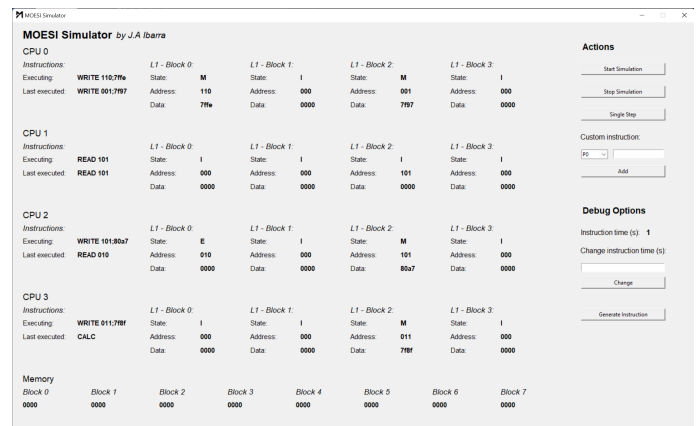 MOESI Simulator
MOESI Simulator by J.A Ibarra
CPU 0
Instructions: L1 - Block 0: L1 - Block 1: L1 - Block 2: L1 - Block 3:
Executing: WRITE 110;7ffe State: M State: I State: M State: I
Last executed: WRITE 001;7f97 Address: 110 Address: 000 Address: 001 Address: 000
Data: 7ffe Data: 0000 Data: 7f97 Data: 0000
CPU 1
Instructions: L1 - Block 0: L1 - Block 1: L1 - Block 2: L1 - Block 3:
Executing: READ 101 State: I State: I State: I State: I
Last executed: READ 101 Address: 000 Address: 000 Address: 101 Address: 000
Data: 0000 Data: 0000 Data: 0000 Data: 0000
CPU 2
Instructions: L1 - Block 0: L1 - Block 1: L1 - Block 2: L1 - Block 3:
Executing: WRITE 101;80a7 State: E State: I State: M State: I
Last executed: READ 010 Address: 010 Address: 000 Address: 101 Address: 000
Data: 0000 Data: 0000 Data: 80a7 Data: 0000
CPU 3
Instructions: L1 - Block 0: L1 - Block 1: L1 - Block 2: L1 - Block 3:
Executing: WRITE 011;7f8f State: I State: I State: M State: I
Last executed: CALC Address: 000 Address: 000 Address: 011 Address: 000
Data: 0000 Data: 0000 Data: 7f8f Data: 0000
Memory
Block 0 Block 1 Block 2 Block 3 Block 4 Block 5 Block 6 Block 7
0000 0000 0000 0000 0000 0000 0000 0000
Actions
Start Simulation
Stop Simulation
Single Step
Custom instruction:
P0
Add
Debug Options
Instruction time (s): 1
Change instruction time (s):
Change
Generate Instruction